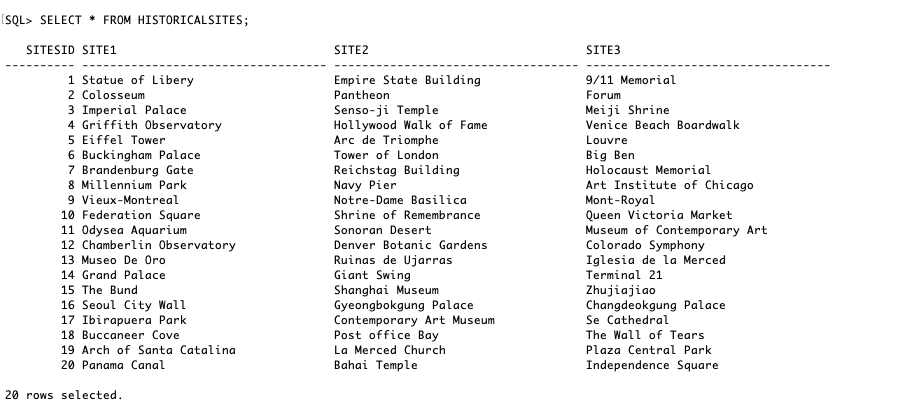 SQL> SELECT * FROM HISTORICALSITES;
SITESID SITE1 SITE2 SITE3
---------- -------------------------------- -------------------------------- --------------------------------
1 Statue of Libery Empire State Building 9/11 Memorial
2 Colosseum Pantheon Forum
3 Imperial Palace Senso-ji Temple Meiji Shrine
4 Griffith Observatory Hollywood Walk of Fame Venice Beach Boardwalk
5 Eiffel Tower Arc de Triomphe Louvre
6 Buckingham Palace Tower of London Big Ben
7 Brandenburg Gate Reichstag Building Holocaust Memorial
8 Millennium Park Navy Pier Art Institute of Chicago
9 Vieux-Montreal Notre-Dame Basilica Mont-Royal
10 Federation Square Shrine of Remembrance Queen Victoria Market
11 Odysea Aquarium Sonoran Desert Museum of Contemporary Art
12 Chamberlin Observatory Denver Botanic Gardens Colorado Symphony
13 Museo De Oro Ruinas de Ujarras Iglesia de la Merced
14 Grand Palace Giant Swing Terminal 21
15 The Bund Shanghai Museum Zhujiajiao
16 Seoul City Wall Gyeongbokgung Palace Changdeokgung Palace
17 Ibirapuera Park Contemporary Art Museum Se Cathedral
18 Buccaneer Cove Post office Bay The Wall of Tears
19 Arch of Santa Catalina La Merced Church Plaza Central Park
20 Panama Canal Bahai Temple Independence Square
20 rows selected.